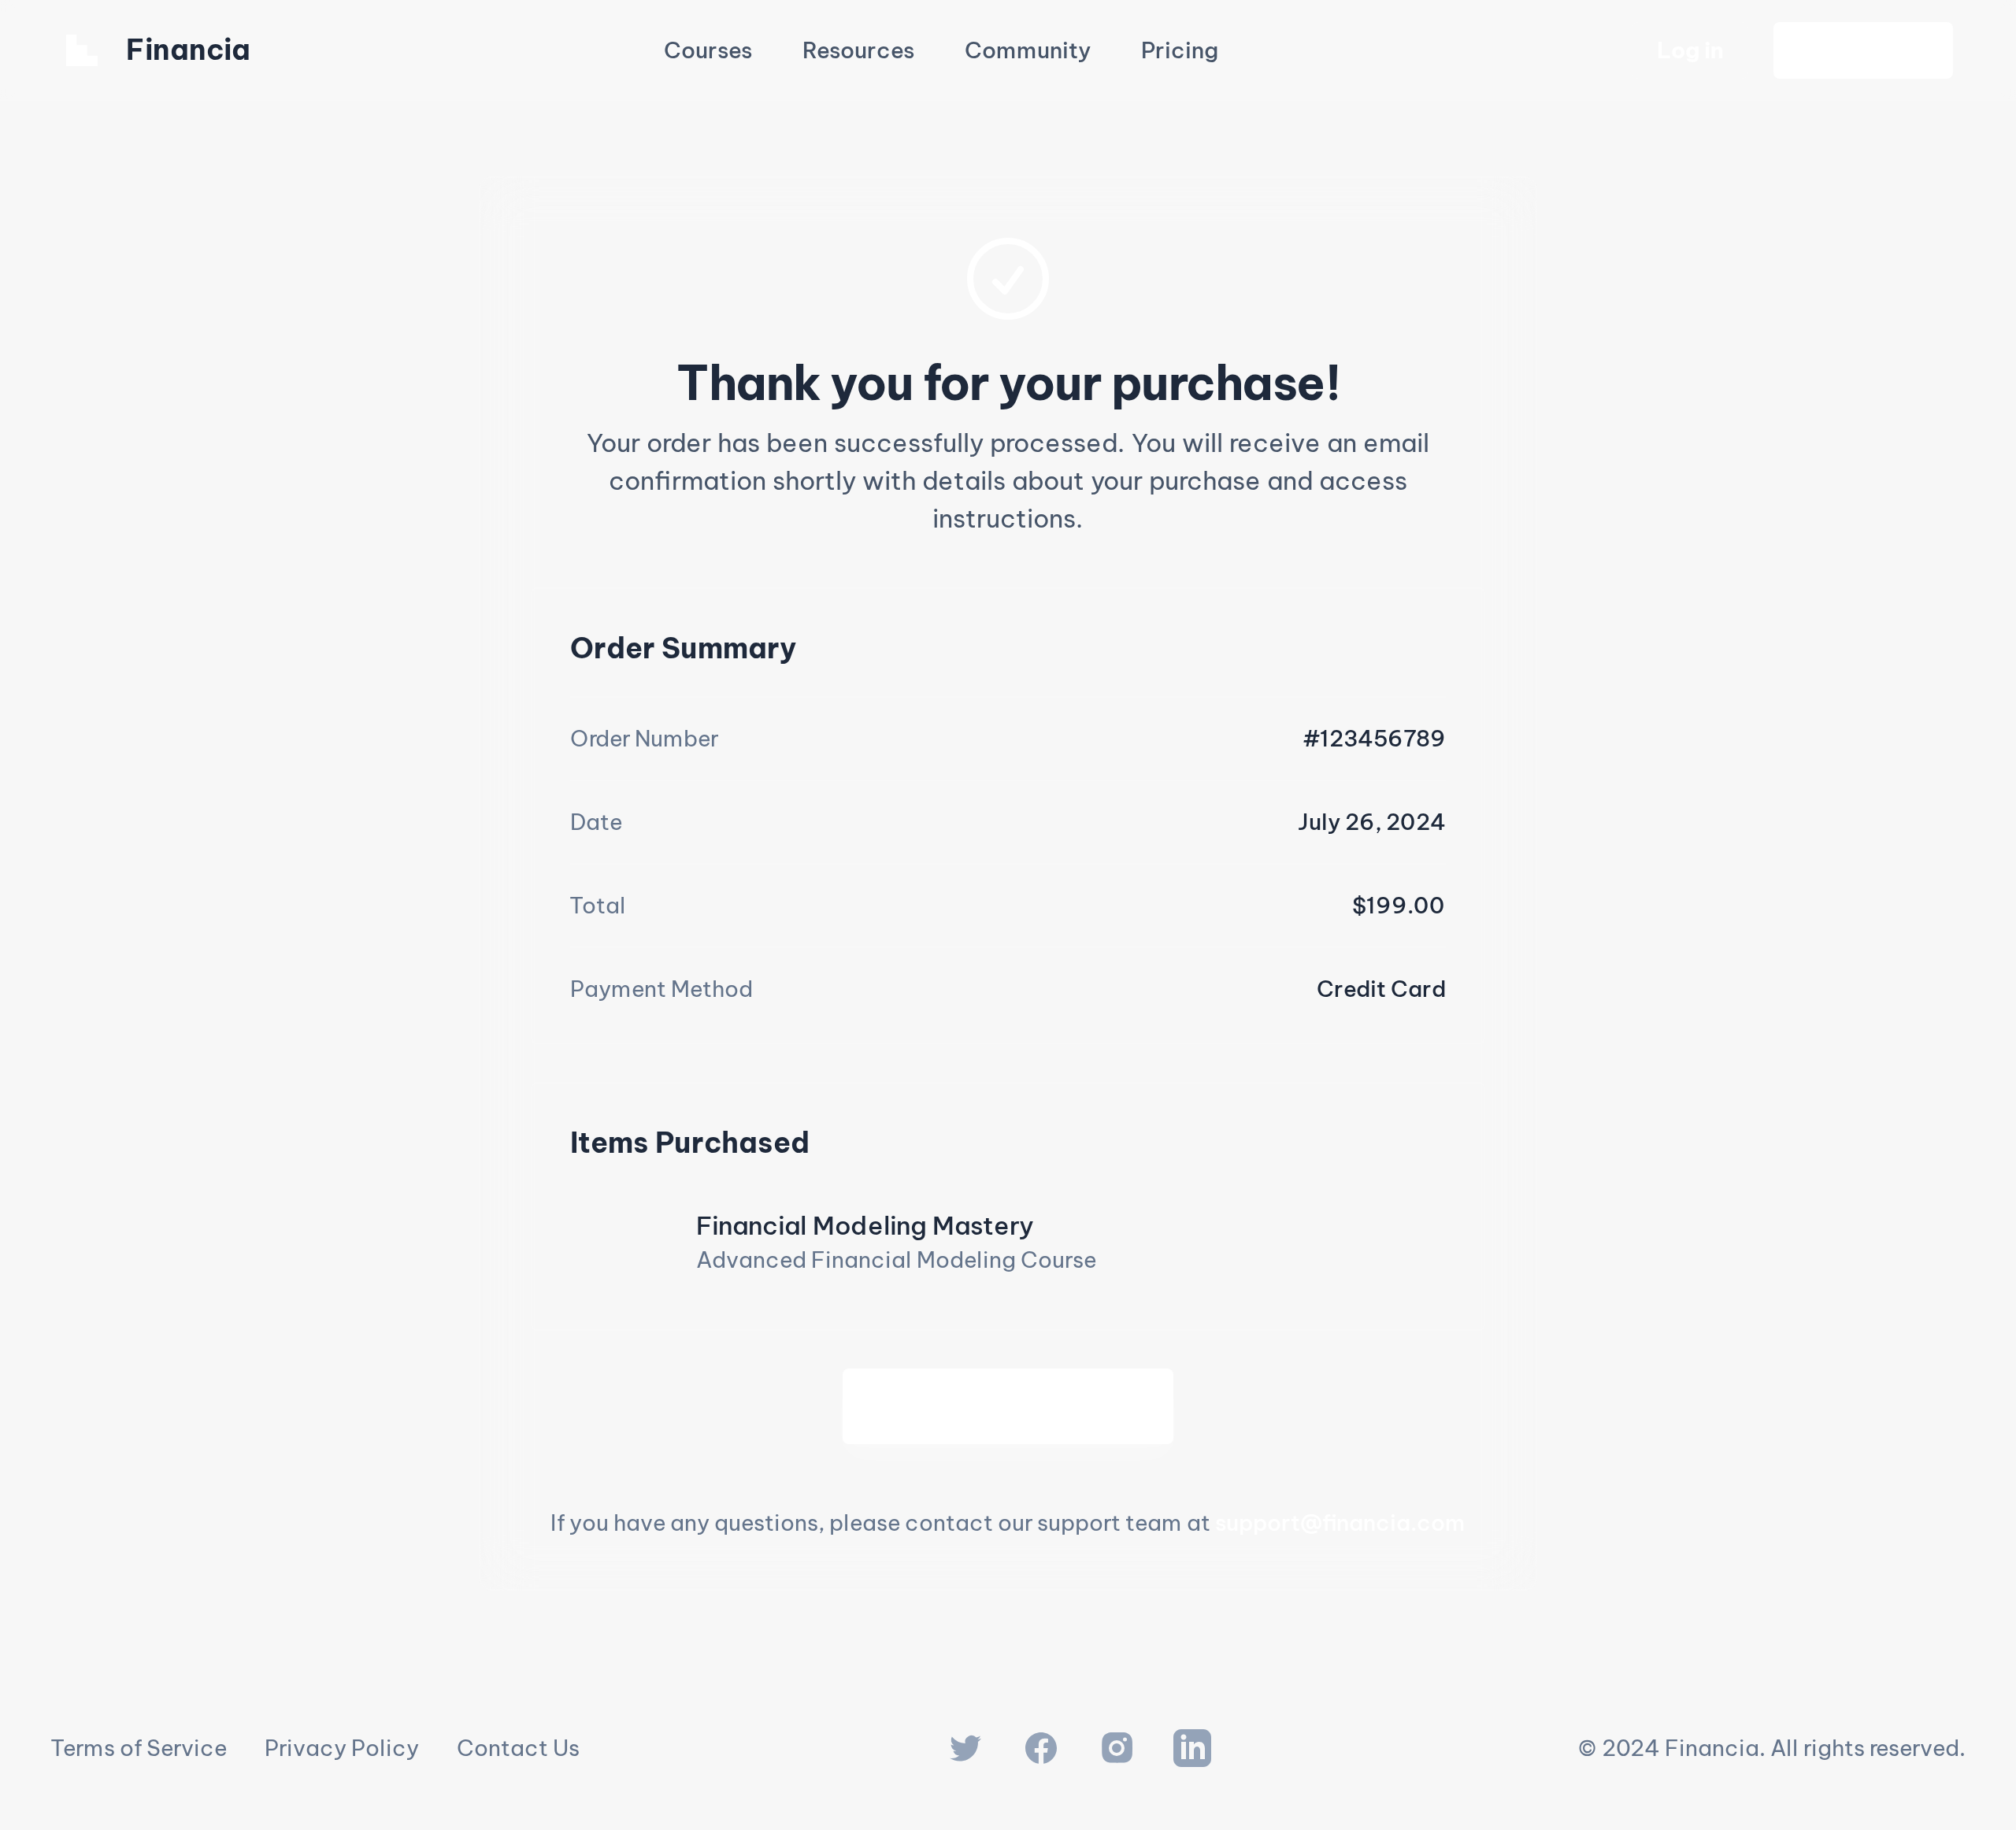 Financia
Courses
Resources
Community
Pricing
Log in
Thank you for your purchase!
Your order has been successfully processed. You will receive an email
confirmation shortly with details about your purchase and access
instructions.
Order Summary
Order Number
#123456789
Date
July 26, 2024
Total
$199.00
Payment Method
Credit Card
Items Purchased
Financial Modeling Mastery
Advanced Financial Modeling Course
If you have any questions, please contact our support team at support@financia.com
Terms of Service
Privacy Policy
Contact Us
© 2024 Financia. All rights reserved.